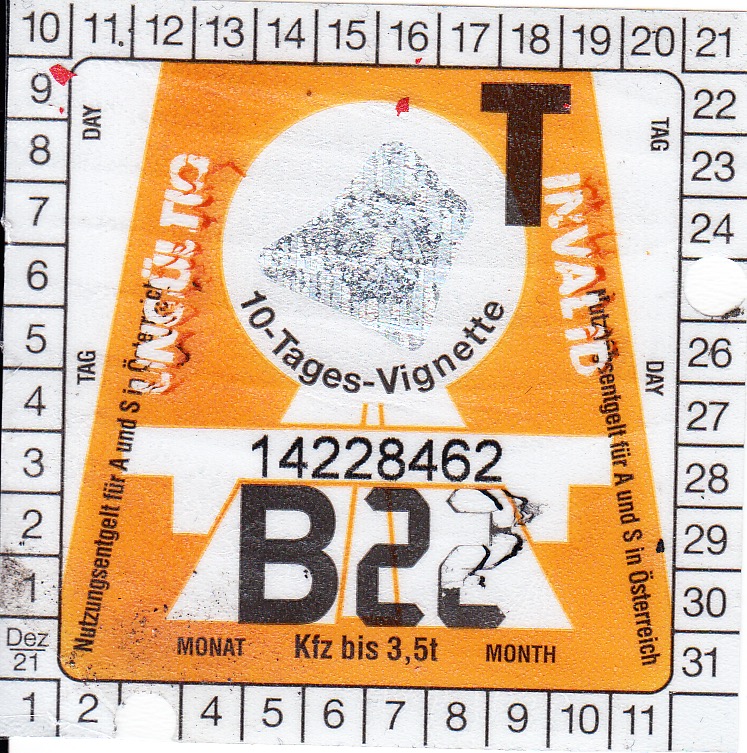 10 11 12 13 14 15 16 17 18 19 20 21
9
8
7
6
5
4
3
2
1
Dez
21
1 2 4 5 6 7 8 9 10 11
22
23
24
26
27
28
29
30
31
DAY
TAG
TAG
DAY
T
UNGÜLTIG
INVALID
10-Tages-Vignette
Nutzungsentgelt für A und S in Österreich
Nutzungsentgelt für A und S in Österreich
14228462
B22
MONAT Kfz bis 3,5t MONTH